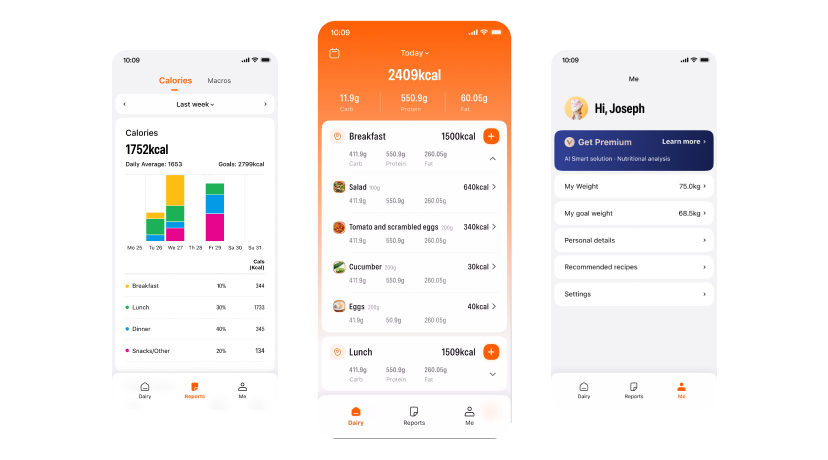 10:09
Calories Macros
Last week
Calories
1752kcal
Daily Average: 1653 Goals: 2799kcal
Mo 25 Tu 26 We 27 Th 28 Fr 29 Sa 30 Su 31
Cals
(Kcal)
Breakfast 10% 344
Lunch 30% 1733
Dinner 40% 345
Snacks/Other 20% 134
Dairy Reports Me
10:09
Today
2409kcal
11.9g 550.9g 60.05g
Carb Protein Fat
Breakfast 1500kcal
411.9g 550.9g 260.05g
Carb Protein Fat
Salad 100g 640kcal
411.9g 550.9g 260.05g
Tomato and scrambled eggs 200g 340kcal
411.9g 550.9g 260.05g
Cucumber 200g 30kcal
411.9g 550.9g 260.05g
Eggs 200g 40kcal
41.9g 50.9g 260.05g
Lunch 1509kcal
411.9g 550.9g 260.05g
Carb Protein Fat
Dairy Reports Me
10:09
Me
Hi, Joseph
Get Premium Learn more
AI Smart solution · Nutritional analysis
My Weight 75.0kg
My goal weight 68.5kg
Personal details
Recommended recipes
Settings
Dairy Reports Me